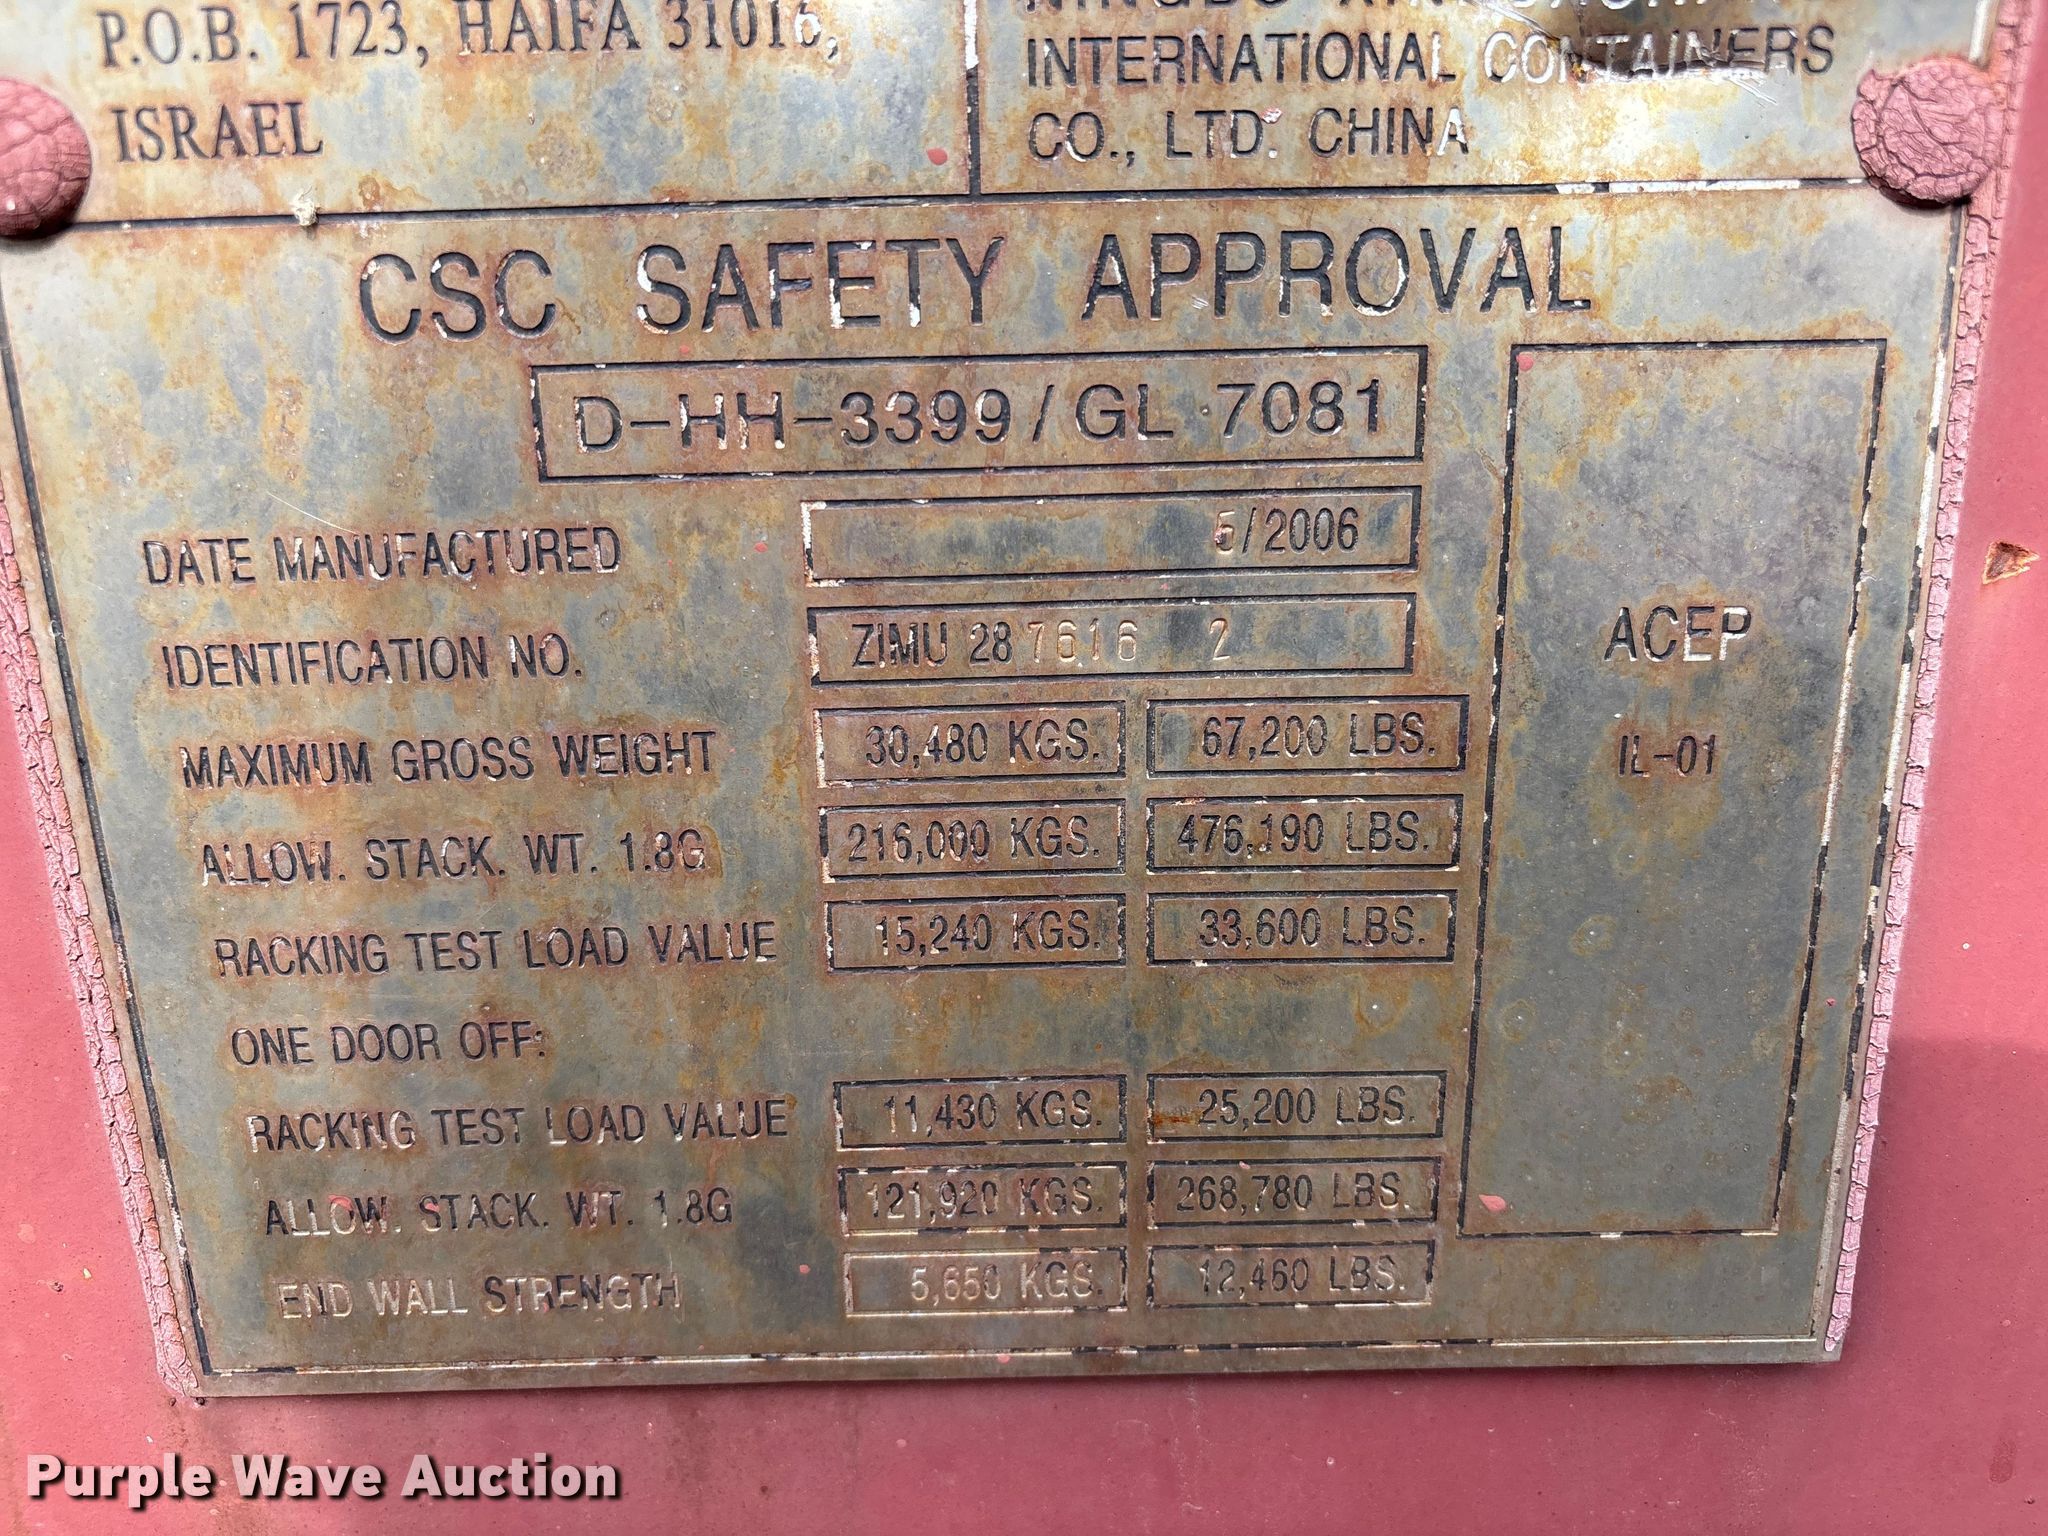 P.O.B. 1723, HAIFA 31016,
ISRAEL
INTERNATIONAL CONTAINERS
CO., LTD. CHINA
CSC SAFETY APPROVAL
D-HH-3399/GL 7081
DATE MANUFACTURED 5/2006
IDENTIFICATION NO. ZIMU 28 7616 2
MAXIMUM GROSS WEIGHT 30,480 KGS. 67,200 LBS.
ALLOW. STACK. WT. 1.8G 216,000 KGS. 476,190 LBS.
RACKING TEST LOAD VALUE 15,240 KGS. 33,600 LBS.
ONE DOOR OFF:
RACKING TEST LOAD VALUE 11,430 KGS. 25,200 LBS.
ALLOW. STACK. WT. 1.8G 121,920 KGS. 268,780 LBS.
END WALL STRENGTH 5,650 KGS. 12,460 LBS.
ACEP
IL-01
Purple Wave Auction